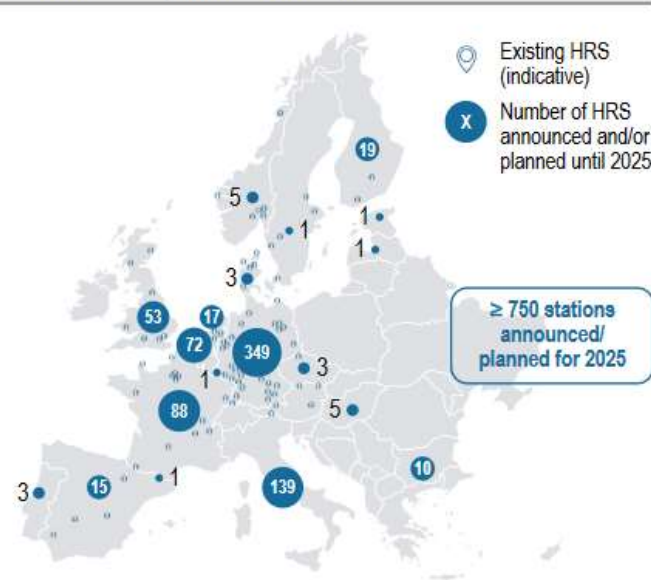 Existing HRS
(indicative)
X
Number of HRS
announced and/or
planned until 2025
19
5
1
1
1
3
≥ 750 stations
announced/
planned for 2025
53
17
72
349
1
3
88
5
10
3
15
1
139